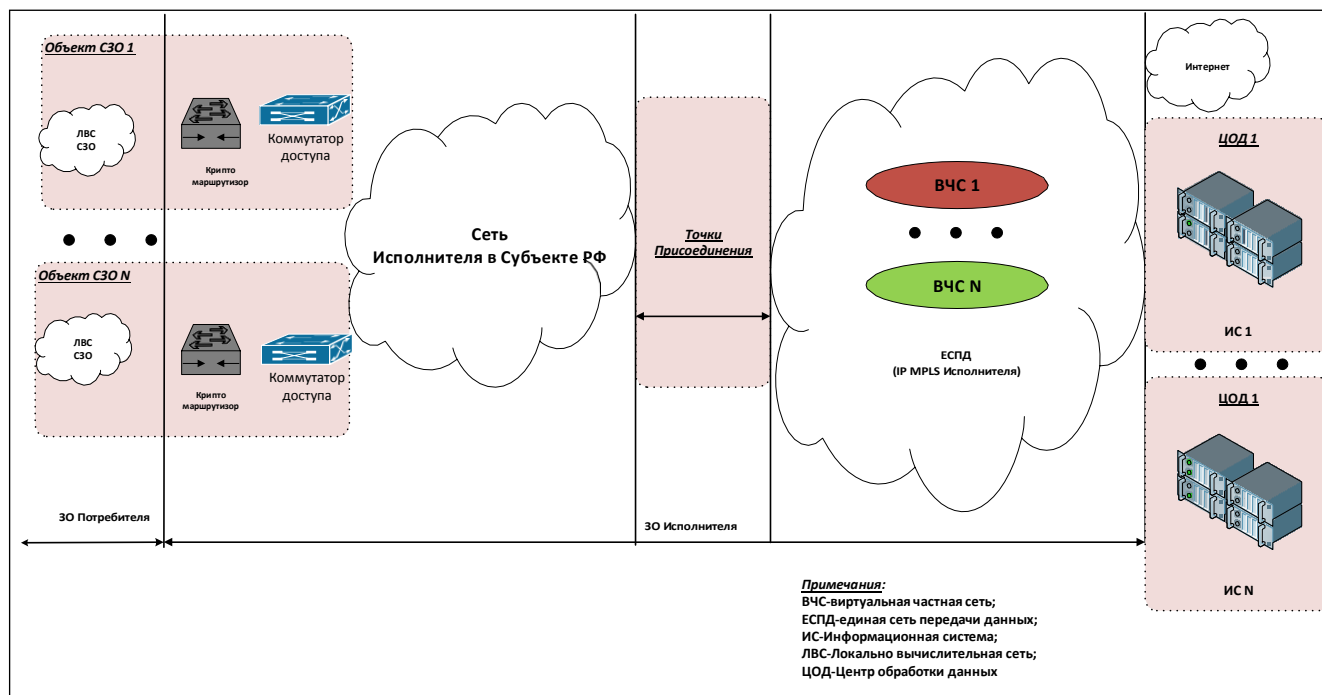 Объект СЗО 1
ЛВС
СЗО
Крипто
маршрутизор
Коммутатор
доступа
Объект СЗО N
ЛВС
СЗО
Крипто
маршрутизор
Коммутатор
доступа
ЗО Потребителя
Сеть
Исполнителя в Субъекте РФ
Точки
Присоединения
ЗО Исполнителя
ВЧС 1
ВЧС N
ЕСПД
(IP MPLS Исполнителя)
Интернет
ЦОД 1
ИС 1
ЦОД 1
ИС N
Примечания:
ВЧС-виртуальная частная сеть;
ЕСПД-единая сеть передачи данных;
ИС-Информационная система;
ЛВС-Локально вычислительная сеть;
ЦОД-Центр обработки данных